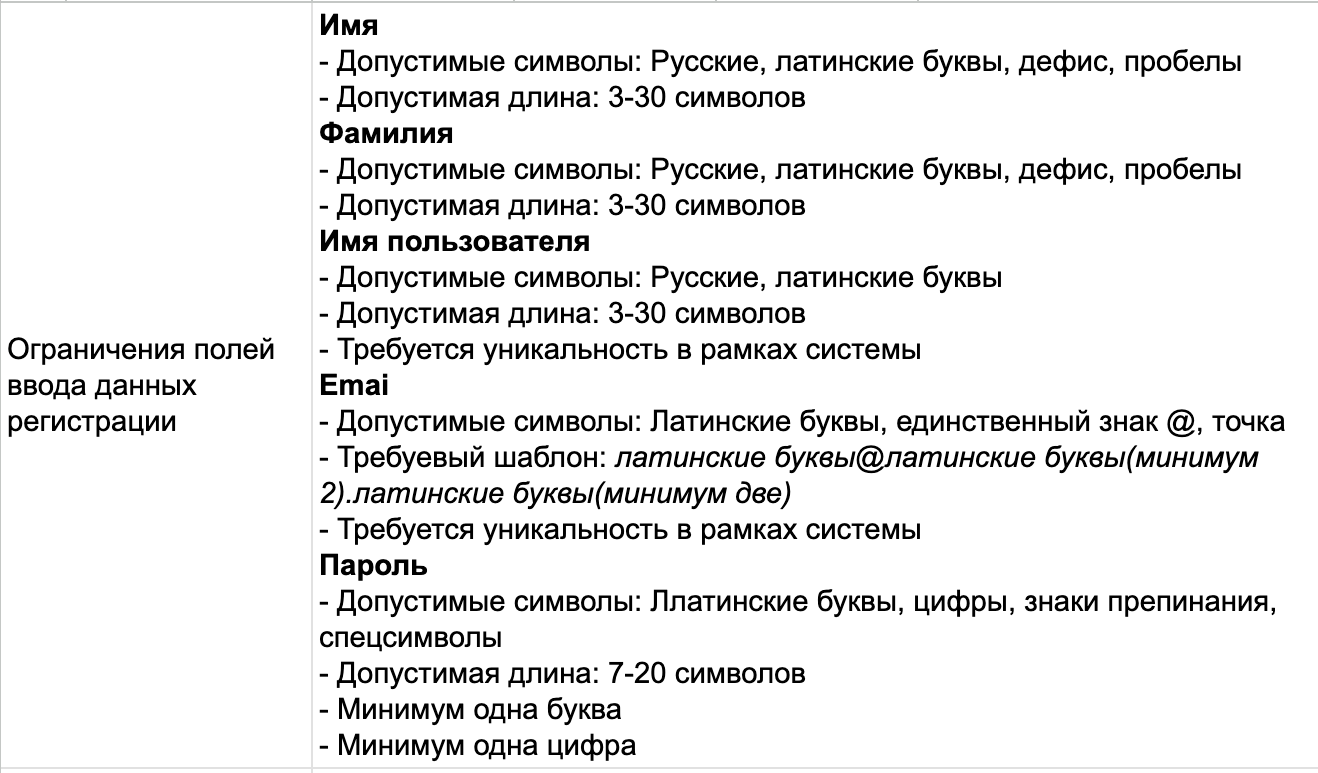 Имя
- Допустимые символы: Русские, латинские буквы, дефис, пробелы
- Допустимая длина: 3-30 символов
Фамилия
- Допустимые символы: Русские, латинские буквы, дефис, пробелы
- Допустимая длина: 3-30 символов
Имя пользователя
- Допустимые символы: Русские, латинские буквы
- Допустимая длина: 3-30 символов
- Требуется уникальность в рамках системы
Ограничения полей
ввода данных
регистрации
Emai
- Допустимые символы: Латинские буквы, единственный знак @, точка
- Требуевый шаблон: латинские буквы@латинские буквы(минимум
2).латинские буквы(минимум две)
- Требуется уникальность в рамках системы
Пароль
- Допустимые символы: Ллатинские буквы, цифры, знаки препинания,
спецсимволы
- Допустимая длина: 7-20 символов
- Минимум одна буква
- Минимум одна цифра